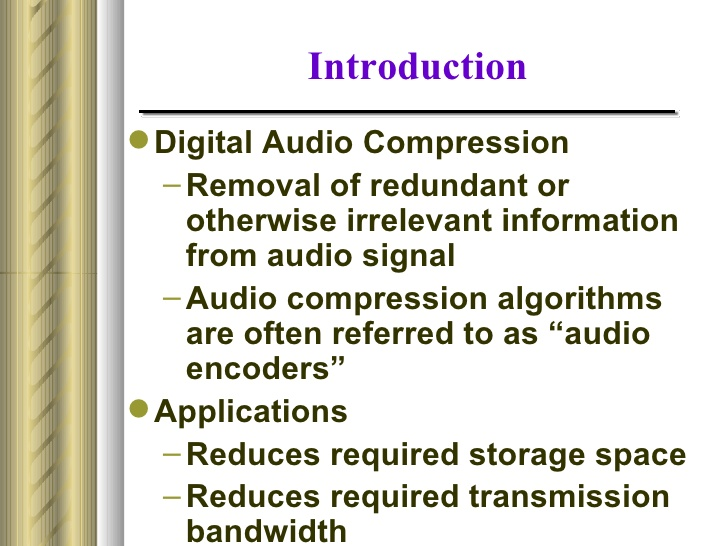 Introduction
Digital Audio Compression
– Removal of redundant or
otherwise irrelevant information
from audio signal
– Audio compression algorithms
are often referred to as “audio
encoders”
Applications
– Reduces required storage space
– Reduces required transmission
bandwidth